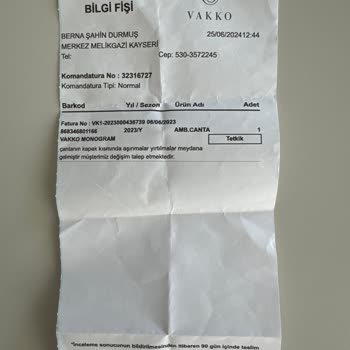 BİLGİ FİŞİ
VAKKO
25/06/2024 12:44
BERNA ŞAHİN DURMUŞ
MERKEZ MELİKGAZİ KAYSERİ
Tel: Cep: 530-3572245
Komandatura No : 32316727
Komandatura Tipi: Normal
Barkod Yıl / Sezon Ürün Adı Adet
Fatura No : VK1-2023000436739 06/06/2023
868346801166 2023/Y AMB.CANTA 1
VAKKO MONOGRAM Tetkik
çantanın kapak kısmında aşınmalar yırtılmalar meydana
gelmiştir müşterimiz değişim talep etmektedir.
*İnceleme sonucunun bildirilmesinden itibaren 90 gün içinde teslim